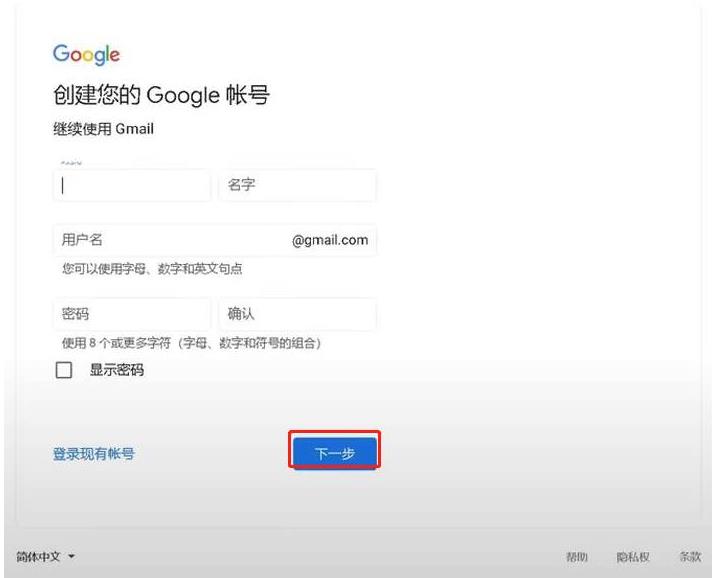 Google
创建您的 Google 帐号
继续使用 Gmail
名字
用户名 @gmail.com
您可以使用字母、数字和英文句点
密码 确认
使用 8 个或更多字符（字母、数字和符号的组合）
显示密码
登录现有帐号 下一步
简体中文 帮助 隐私权 条款